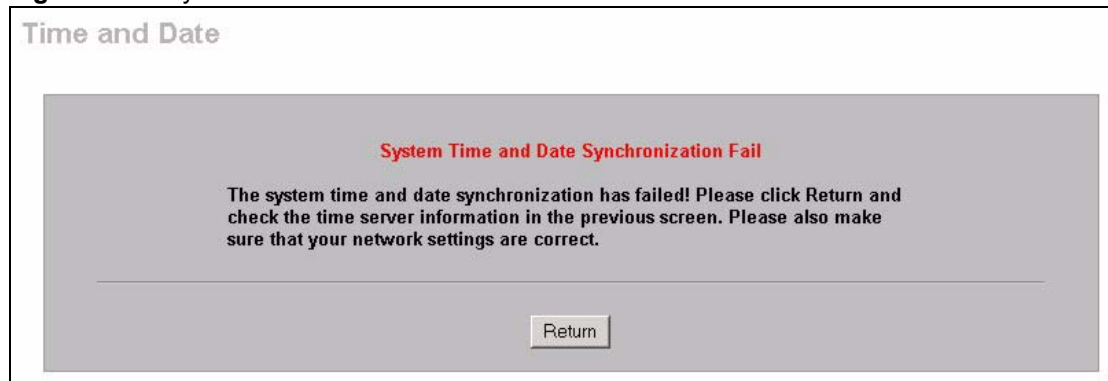 Time and Date
System Time and Date Synchronization Fail
The system time and date synchronization has failed! Please click Return and
check the time server information in the previous screen. Please also make
sure that your network settings are correct.
Return